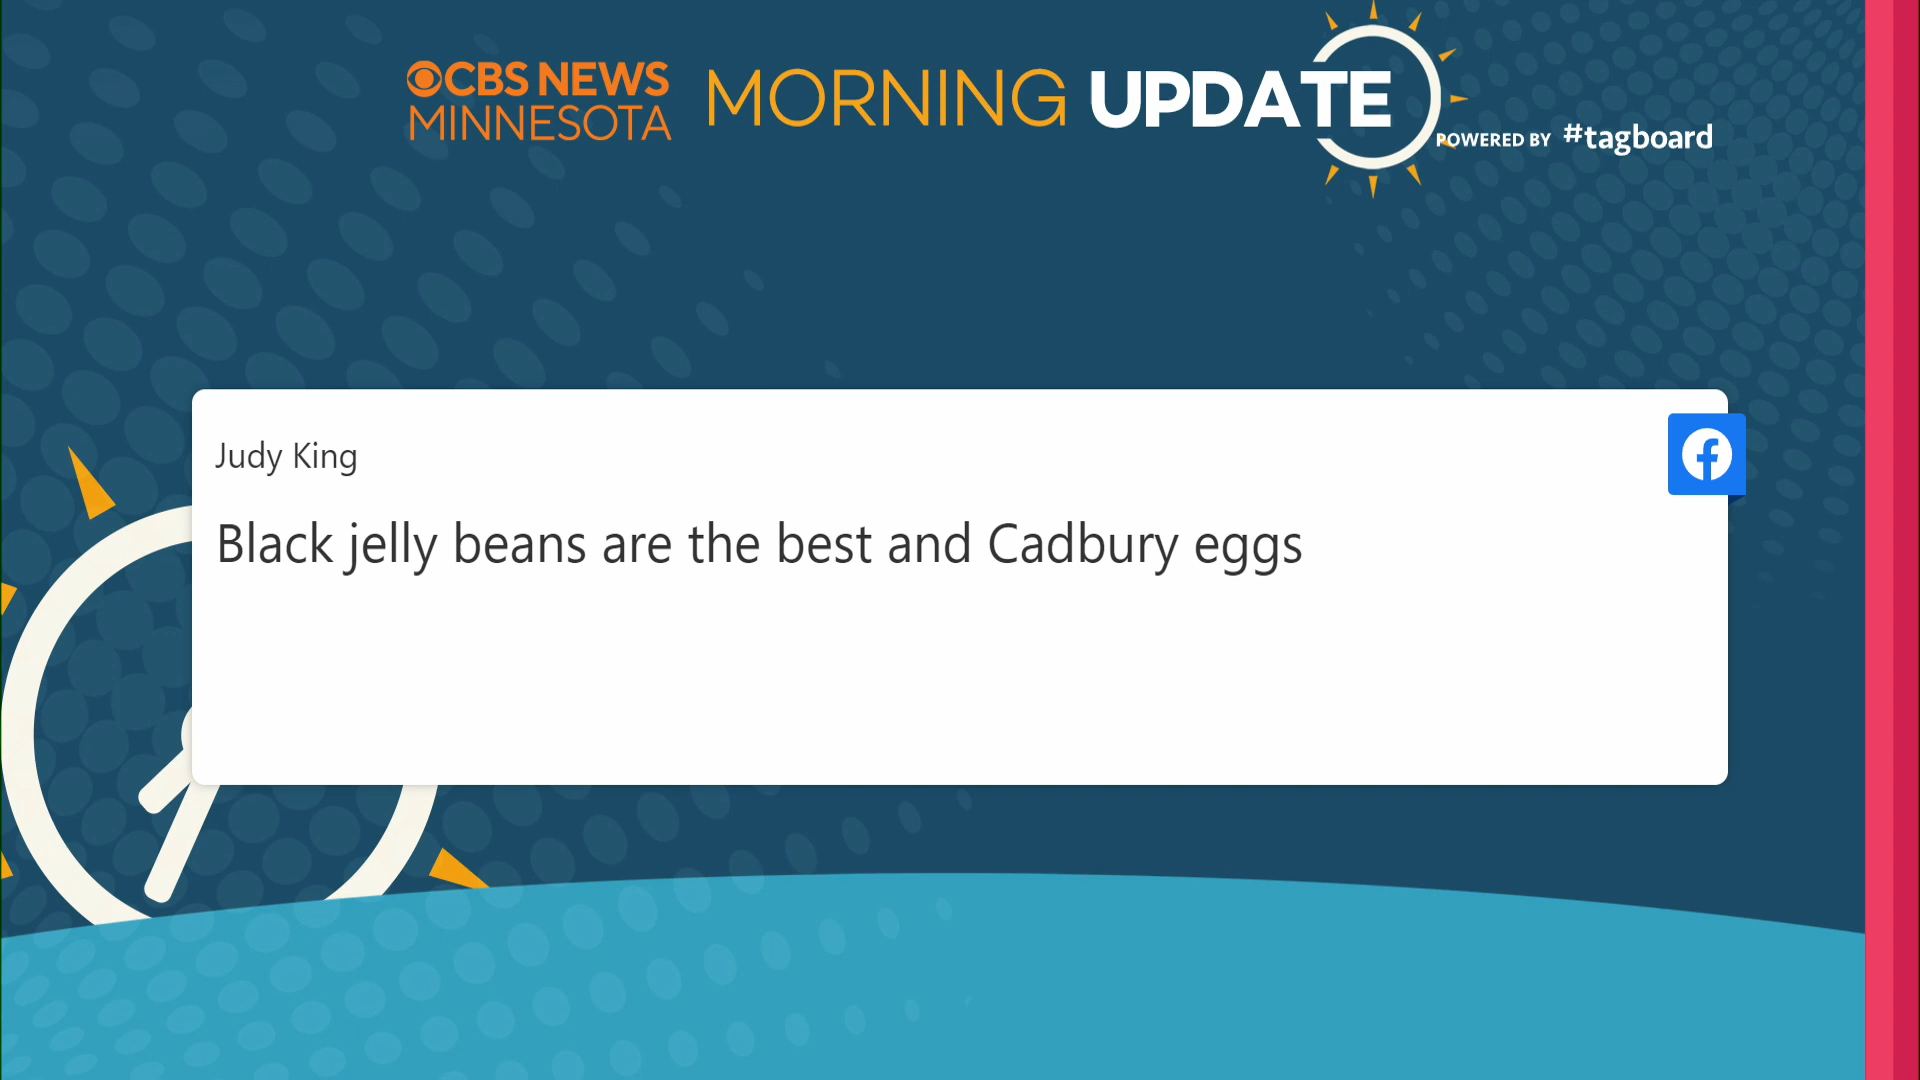 CBS NEWS
MINNESOTA
MORNING UPDATE
POWERED BY #tagboard
Judy King
Black jelly beans are the best and Cadbury eggs